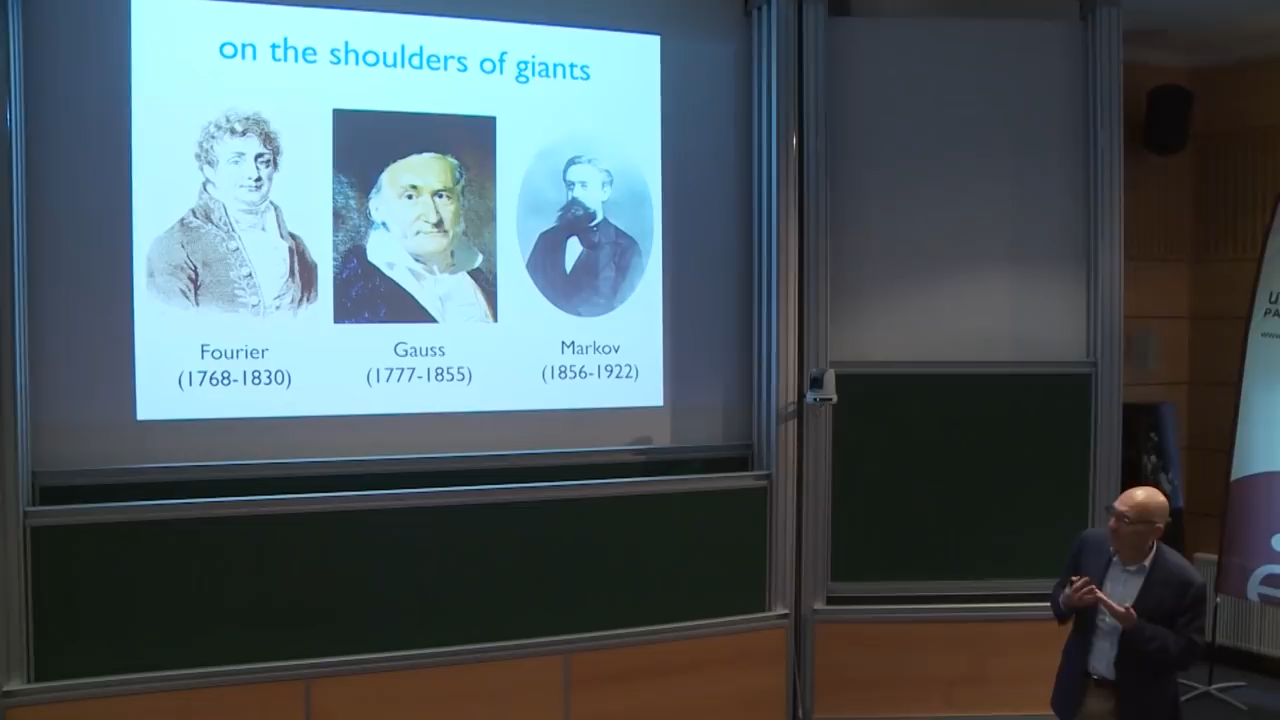 on the shoulders of giants
Fourier
(1768-1830)
Gauss
(1777-1855)
Markov
(1856-1922)